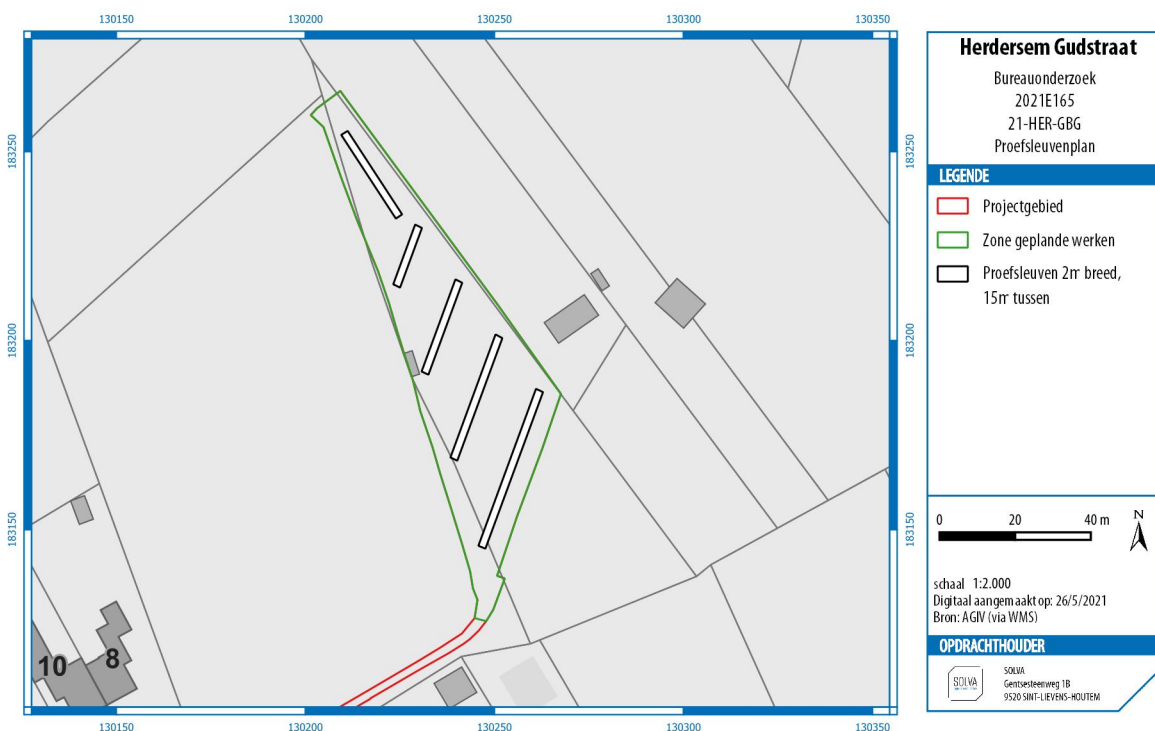 130150 130200 130250 130300 130350
183250 183250
183200 183200
183150 183150
10 8
130150 130200 130250 130300 130350
Herdersem Gudstraat
Bureauonderzoek
2021E165
21-HER-GBG
Proefsleuvenplan
LEGENDE
Projectgebied
Zone geplande werken
Proefsleuven 2m breed,
15m tussen
0 20 40 m
N
schaal 1:2.000
Digitaal aangemaakt op: 26/5/2021
Bron: AGIV (via WMS)
OPDRACHTHOUDER
SOLVA
SOLVA
Gentsesteenweg 1B
9520 SINT-LIEVENS-HOUTEM